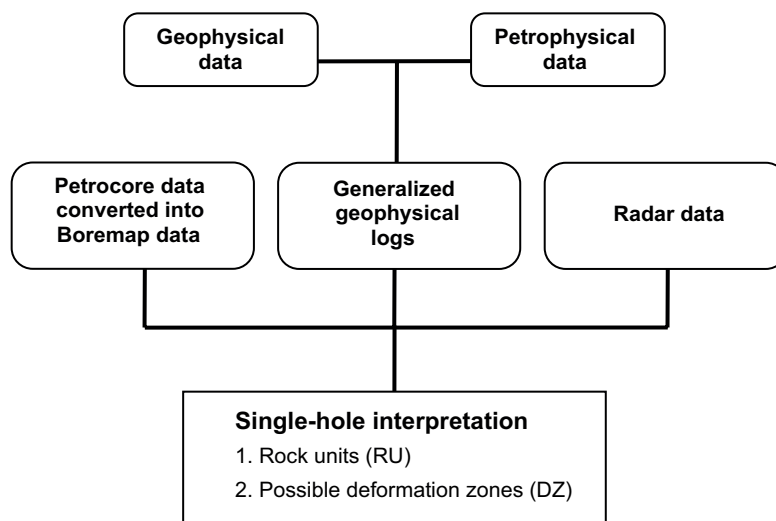 Geophysical
data
Petrophysical
data
Petrocore data
converted into
Boremap data
Generalized
geophysical
logs
Radar data
Single-hole interpretation
1. Rock units (RU)
2. Possible deformation zones (DZ)